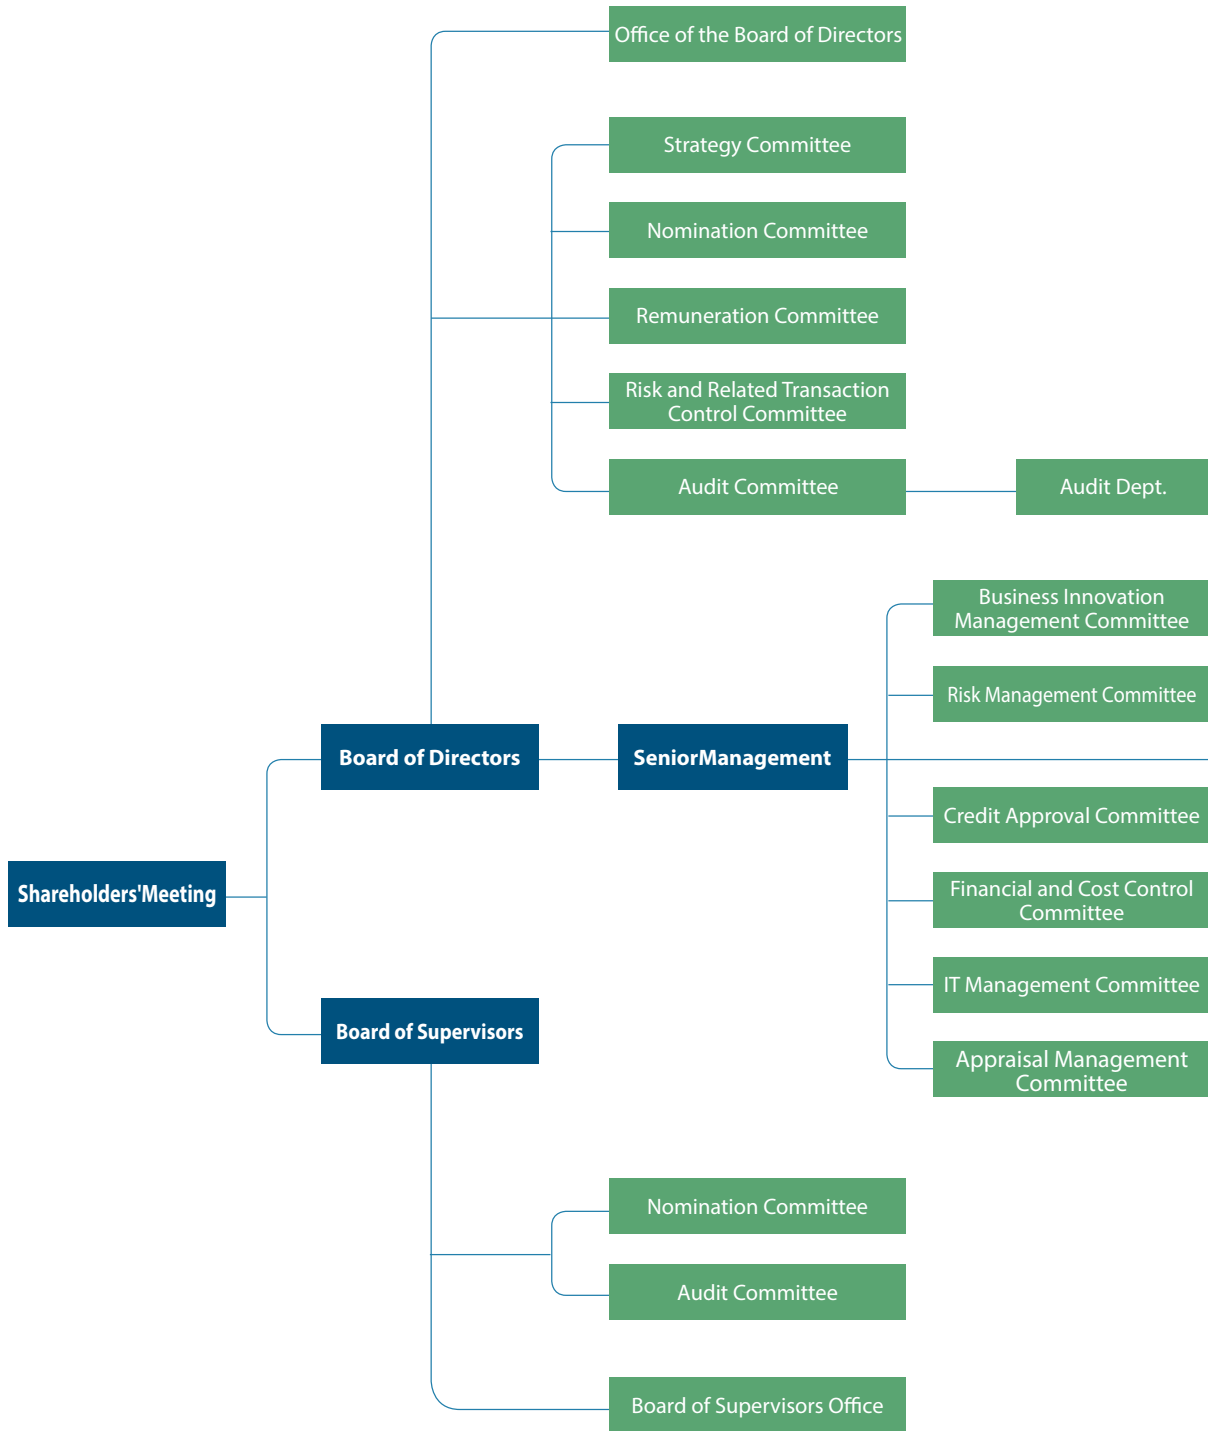 Office of the Board of Directors
Strategy Committee
Nomination Committee
Remuneration Committee
Risk and Related Transaction
Control Committee
Audit Committee
Audit Dept.
Business Innovation
Management Committee
Risk Management Committee
Board of Directors
SeniorManagement
Credit Approval Committee
Shareholders'Meeting
Financial and Cost Control
Committee
IT Management Committee
Board of Supervisors
Appraisal Management
Committee
Nomination Committee
Audit Committee
Board of Supervisors Office